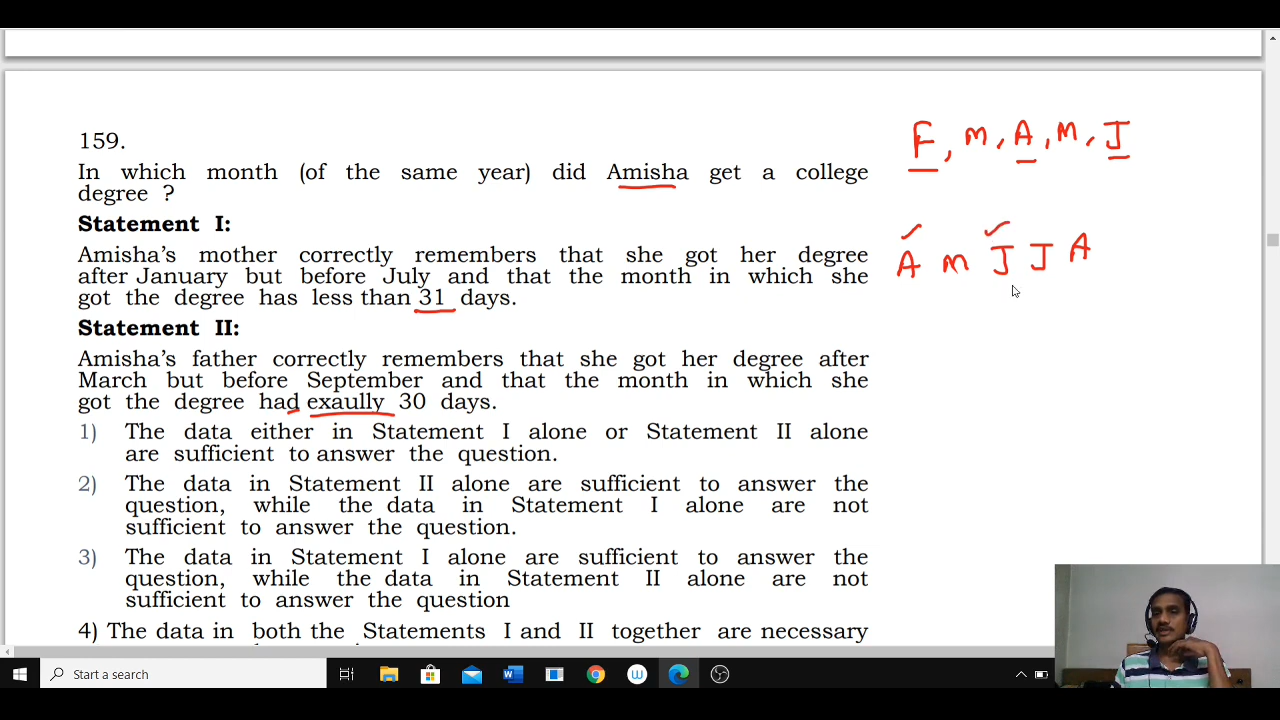 159.
In which month (of the same year) did Amisha get a college
degree ?
Statement I:
Amisha's mother correctly remembers that she got her degree
after January but before July and that the month in which she
got the degree has less than 31 days.
Statement II:
Amisha's father correctly remembers that she got her degree after
March but before September and that the month in which she
got the degree had exaully 30 days.
1) The data either in Statement I alone or Statement II alone
are sufficient to answer the question.
2) The data in Statement II alone are sufficient to answer the
question, while the data in Statement I alone are not
sufficient to answer the question.
3) The data in Statement I alone are sufficient to answer the
question, while the data in Statement II alone are not
sufficient to answer the question
4) The data in both the Statements I and II together are necessary
F, M, A, M, J
A M J J A
Start a search